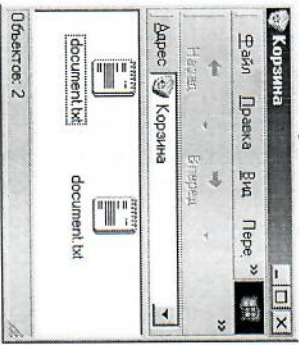 Корзина
Файл Правка Вид Пере »
Назад Вперед »
Адрес Корзина
document.txt document.txt
Объектов: 2